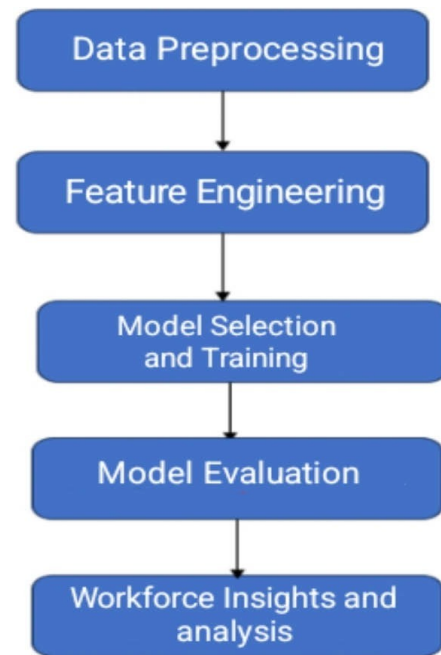 Data Preprocessing
Feature Engineering
Model Selection
and Training
Model Evaluation
Workforce Insights and
analysis